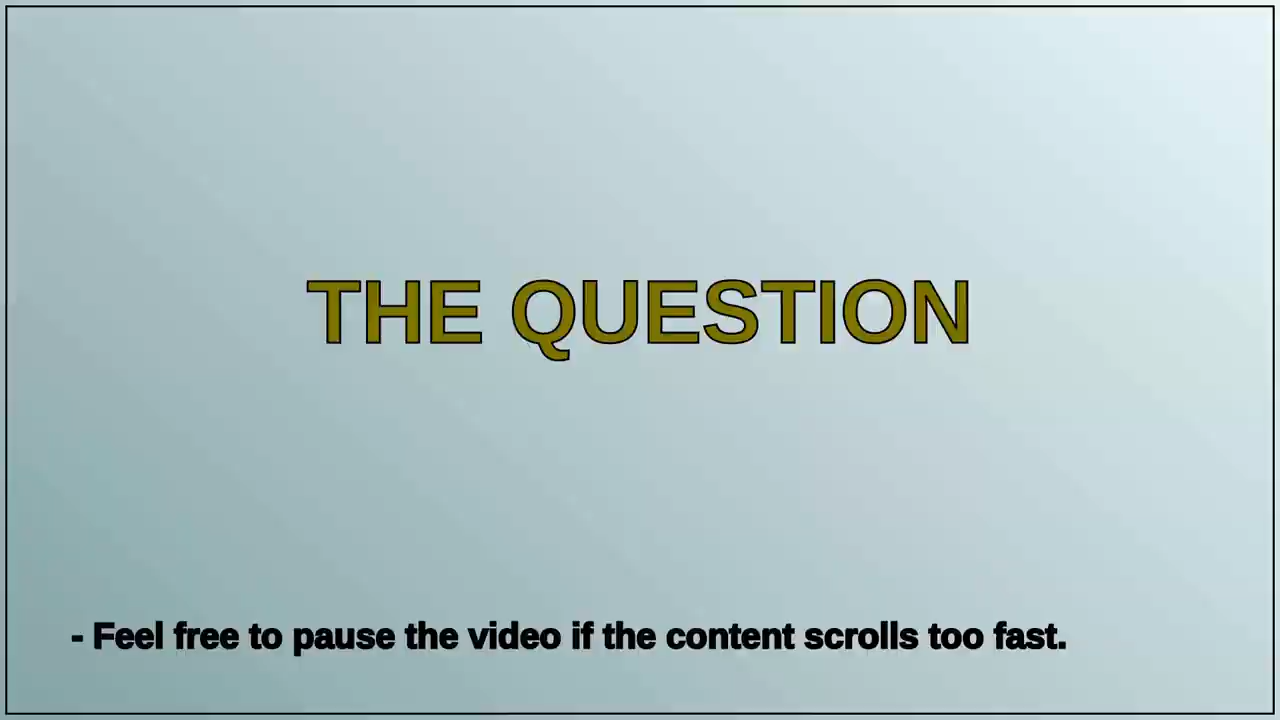 THE QUESTION
- Feel free to pause the video if the content scrolls too fast.